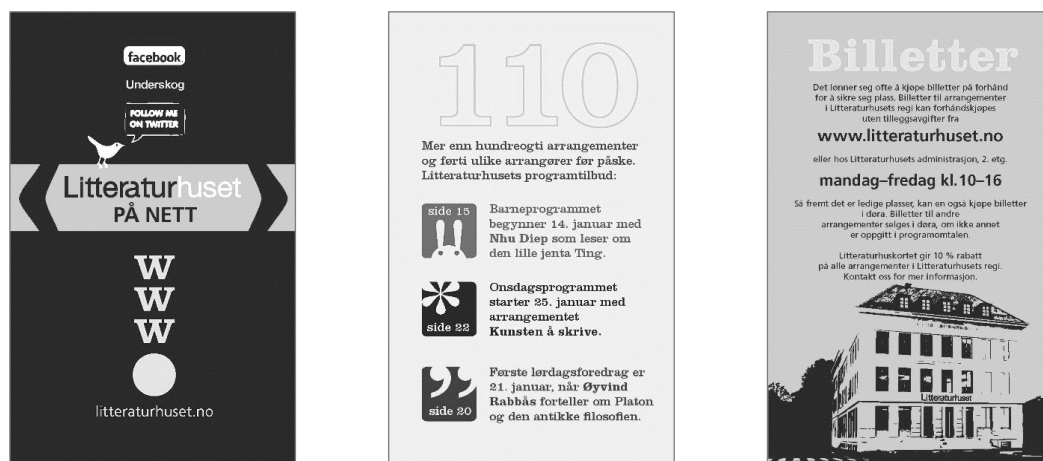 facebook
Underskog
FOLLOW ME
ON TWITTER
Litteraturhuset
PÅ NETT
W
W
W
litteraturhuset.no
110
Mer enn hundreogti arrangementer
og førti ulike arrangører før påske.
Litteraturhusets programtilbud:
side 15
Barneprogrammet
begynner 14. januar med
Nhu Diep som leser om
den lille jenta Ting.
side 22
Onsdagsprogrammet
starter 25. januar med
arrangementet
Kunsten å skrive.
side 20
Første lørdagsforedrag er
21. januar, når Øyvind
Rabbås forteller om Platon
og den antikke filosofien.
Billetter
Det lønner seg ofte å kjøpe billetter på forhånd
for å sikre seg plass. Billetter til arrangementer
i Litteraturhusets regi kan forhåndskjøpes
uten tilleggsavgifter fra
www.litteraturhuset.no
eller hos Litteraturhusets administrasjon, 2. etg.
mandag–fredag kl.10–16
Så fremt det er ledige plasser, kan en også kjøpe billetter
i døra. Billetter til andre
arrangementer selges i døra, om ikke annet
er oppgitt i programomtalen.
Litteraturhuskortet gir 10 % rabatt
på alle arrangementer i Litteraturhusets regi.
Kontakt oss for mer informasjon.
Litteraturhuset